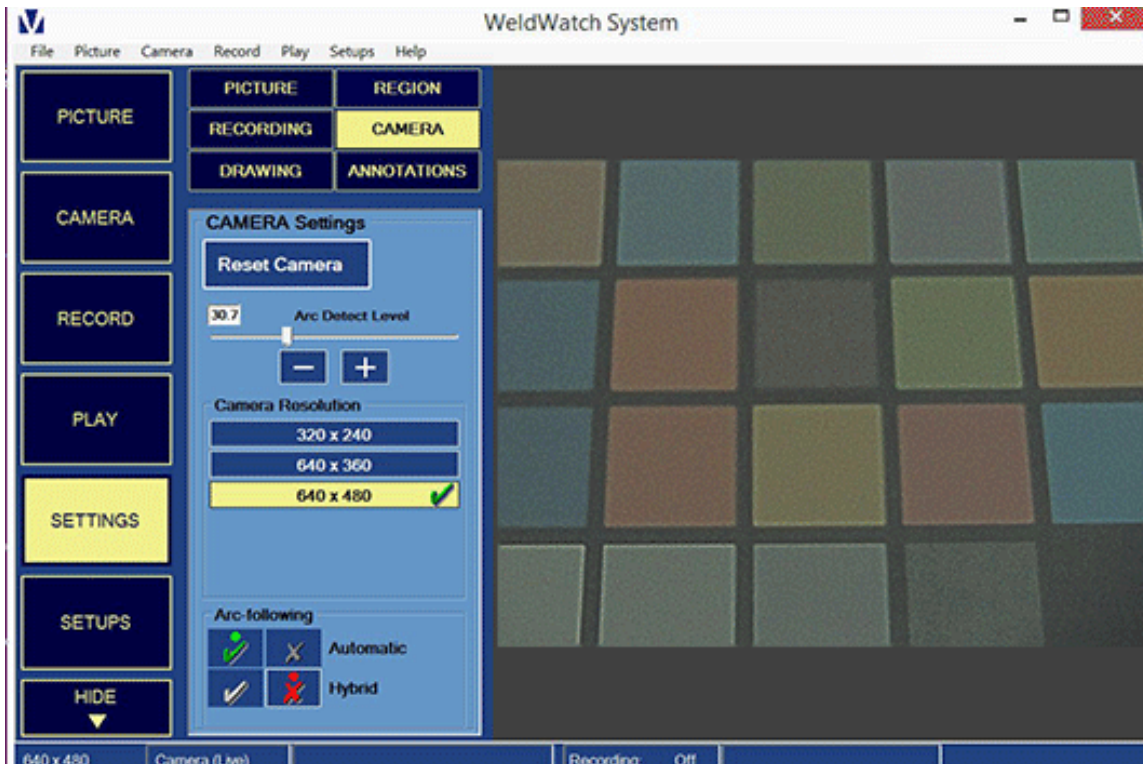 WeldWatch System
File Picture Camera Record Play Setups Help
PICTURE
CAMERA
RECORD
PLAY
SETTINGS
SETUPS
HIDE
PICTURE REGION
RECORDING CAMERA
DRAWING ANNOTATIONS
CAMERA Settings
Reset Camera
30.7 Arc Detect Level
− +
Camera Resolution
320 x 240
640 x 360
640 x 480
Arc-following
Automatic
Hybrid
640 x 480 Camera (Live) Recording: Off